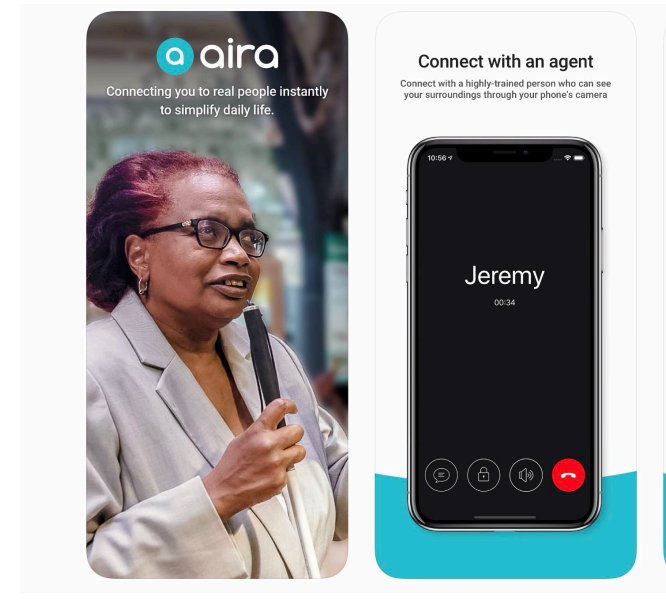 aira
Connecting you to real people instantly
to simplify daily life.
Connect with an agent
Connect with a highly-trained person who can see
your surroundings through your phone's camera
10:56
Jeremy
00:34